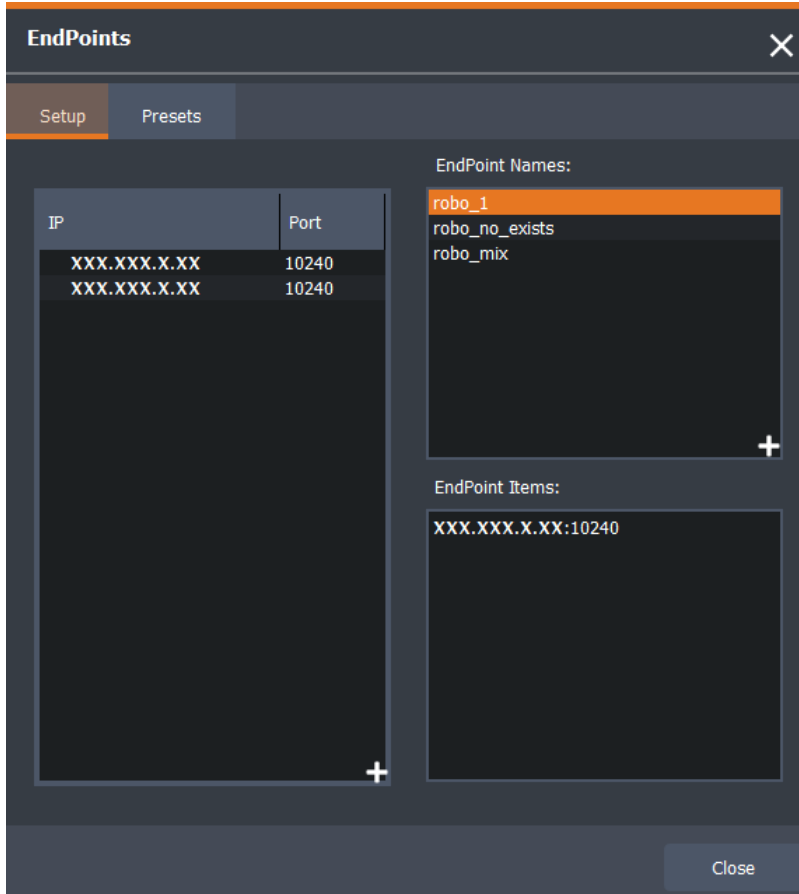 EndPoints
Setup Presets
EndPoint Names:
IP Port
XXX.XXX.X.XX 10240
XXX.XXX.X.XX 10240
robo_1
robo_no_exists
robo_mix
EndPoint Items:
XXX.XXX.X.XX:10240
Close